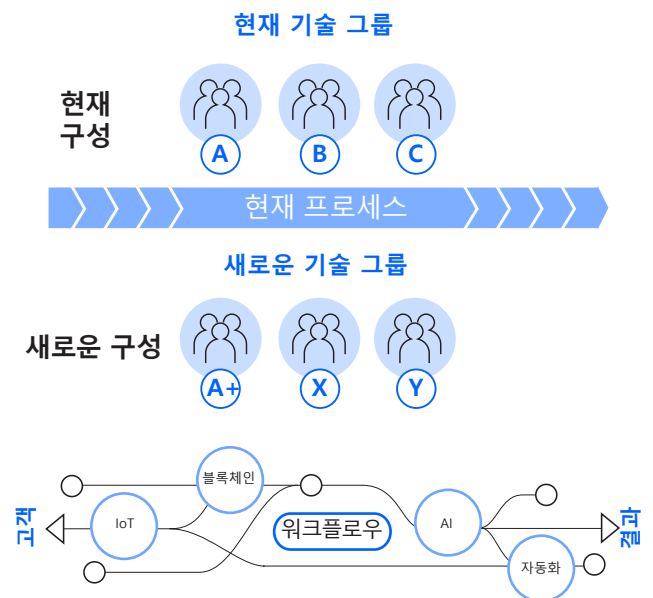 현재 기술 그룹
현재
구성
A
B
C
현재 프로세스
새로운 기술 그룹
새로운 구성
A+
X
Y
블록체인
고객
IoT
워크플로우
AI
결과
자동화